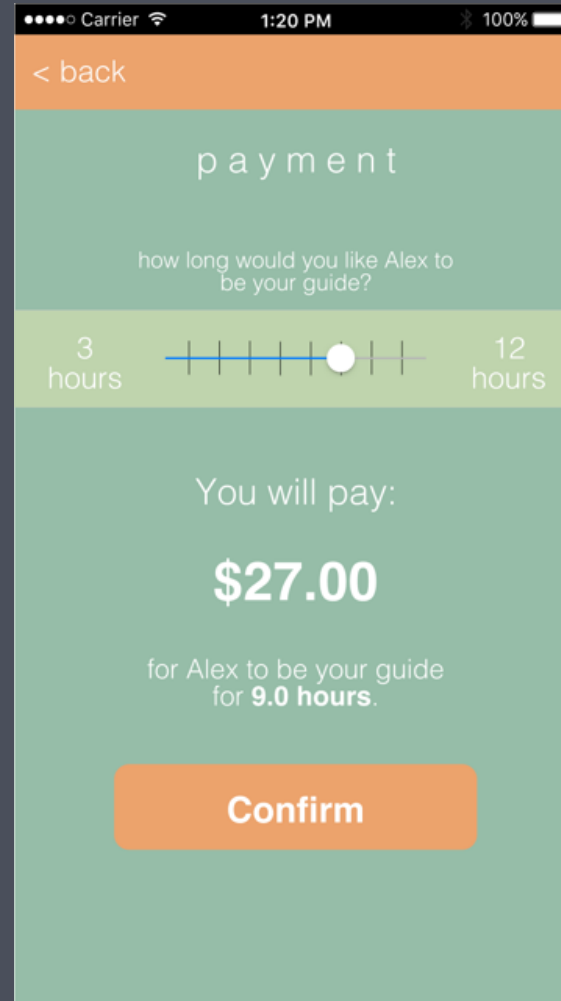 Carrier 1:20 PM 100%
< back
payment
how long would you like Alex to
be your guide?
3
hours
12
hours
You will pay:
$27.00
for Alex to be your guide
for 9.0 hours.
Confirm